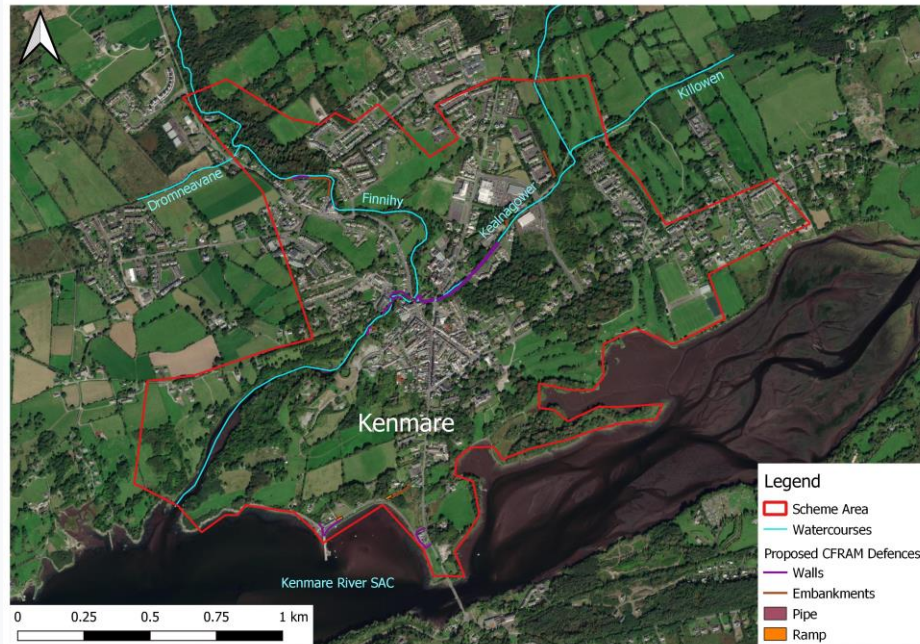 Killowen
Dromneavane
Finnihy
Kealnagower
Kenmare
Kenmare River SAC
0 0.25 0.5 0.75 1 km
Legend
Scheme Area
Watercourses
Proposed CFRAM Defences
Walls
Embankments
Pipe
Ramp